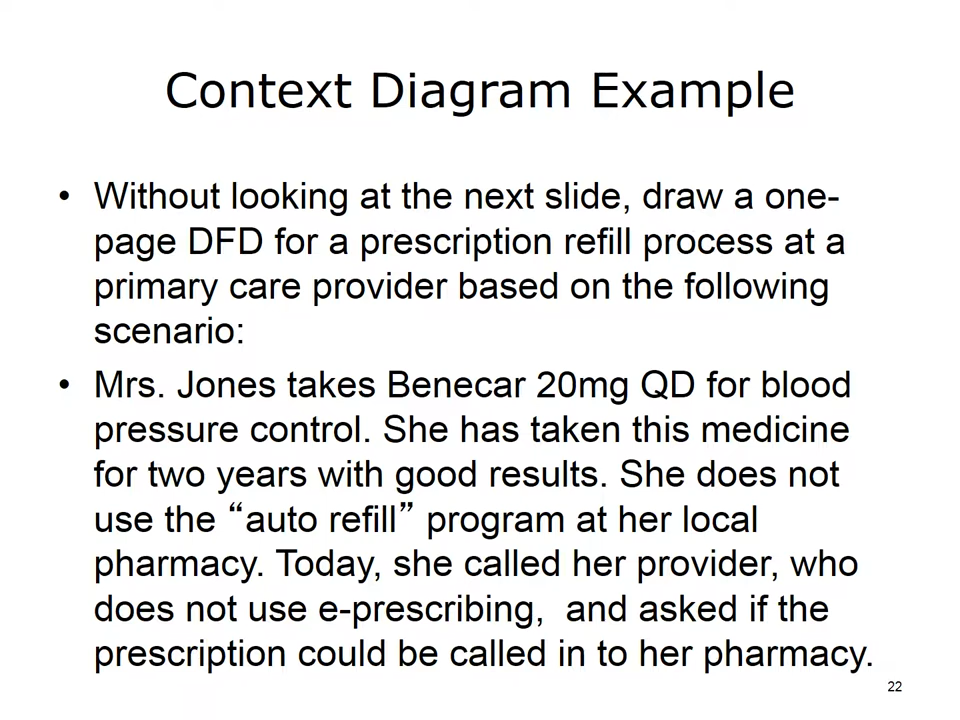 Context Diagram Example
• Without looking at the next slide, draw a one-
page DFD for a prescription refill process at a
primary care provider based on the following
scenario:
• Mrs. Jones takes Benecar 20mg QD for blood
pressure control. She has taken this medicine
for two years with good results. She does not
use the “auto refill” program at her local
pharmacy. Today, she called her provider, who
does not use e-prescribing,  and asked if the
prescription could be called in to her pharmacy.
22